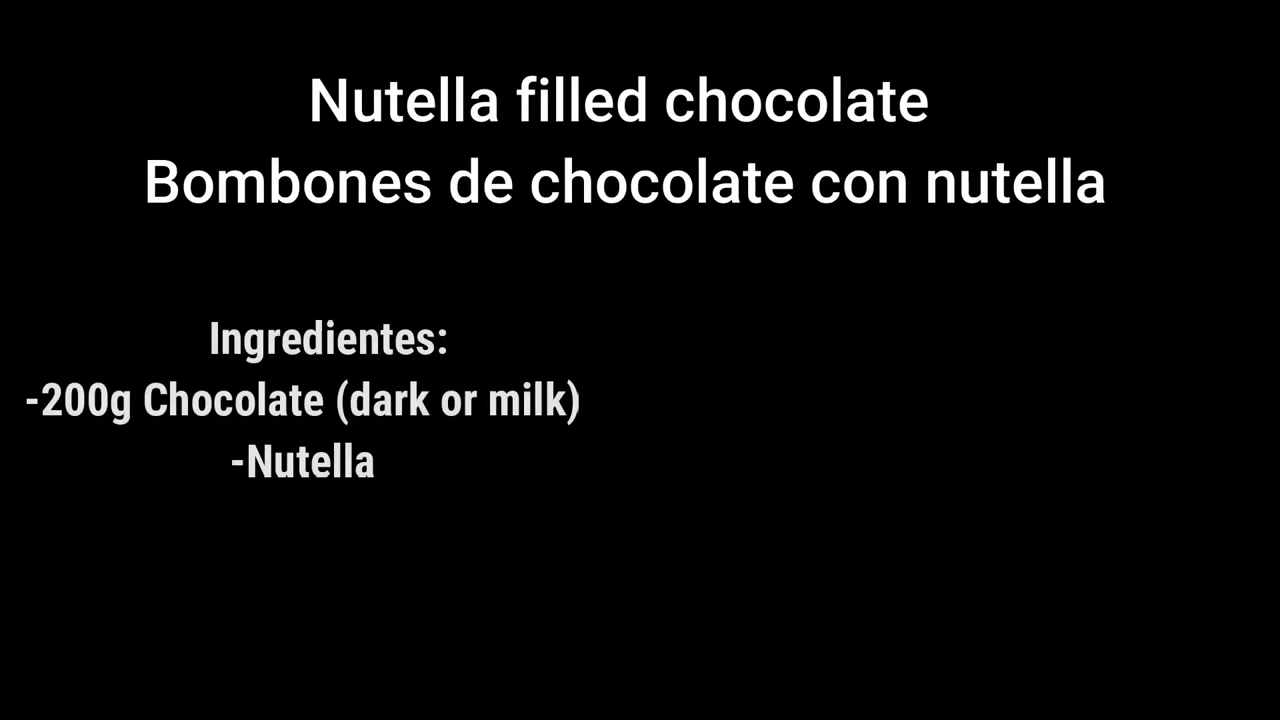 Nutella filled chocolate
Bombones de chocolate con nutella
Ingredientes:
-200g Chocolate (dark or milk)
-Nutella